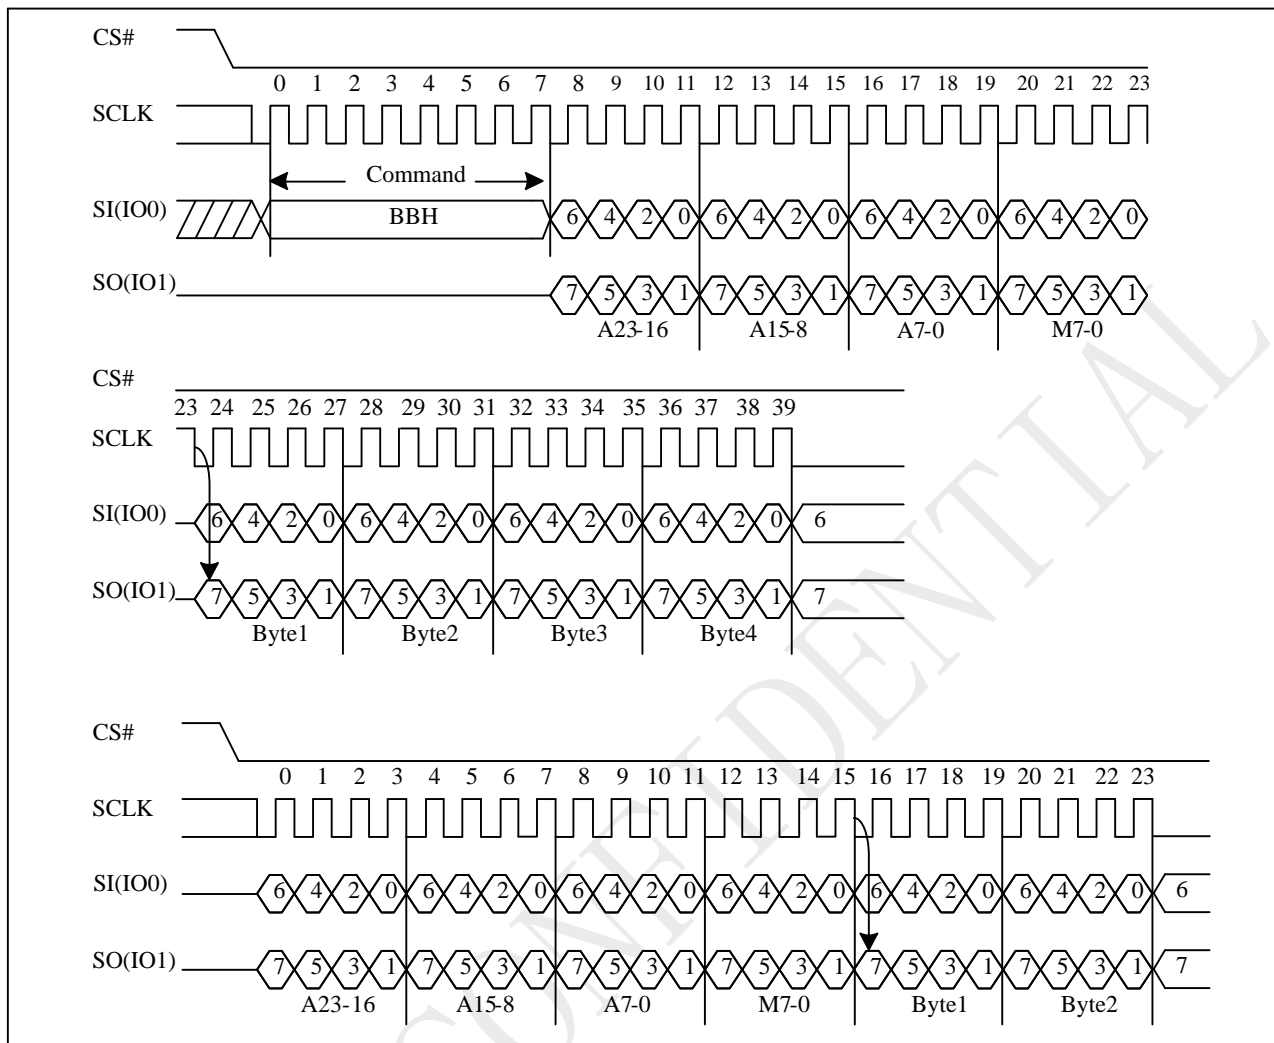 CS#
0 1 2 3 4 5 6 7 8 9 10 11 12 13 14 15 16 17 18 19 20 21 22 23
SCLK
Command
SI(IO0) BBH 6 4 2 0 6 4 2 0 6 4 2 0 6 4 2 0
SO(IO1) 7 5 3 1 7 5 3 1 7 5 3 1 7 5 3 1
A23-16 A15-8 A7-0 M7-0
CS#
23 24 25 26 27 28 29 30 31 32 33 34 35 36 37 38 39
SCLK
SI(IO0) 6 4 2 0 6 4 2 0 6 4 2 0 6 4 2 0 6
SO(IO1) 7 5 3 1 7 5 3 1 7 5 3 1 7 5 3 1 7
Byte1 Byte2 Byte3 Byte4
CS#
0 1 2 3 4 5 6 7 8 9 10 11 12 13 14 15 16 17 18 19 20 21 22 23
SCLK
SI(IO0) 6 4 2 0 6 4 2 0 6 4 2 0 6 4 2 0 6 4 2 0 6 4 2 0 6
SO(IO1) 7 5 3 1 7 5 3 1 7 5 3 1 7 5 3 1 7 5 3 1 7 5 3 1 7
A23-16 A15-8 A7-0 M7-0 Byte1 Byte2
CONFIDENTIAL